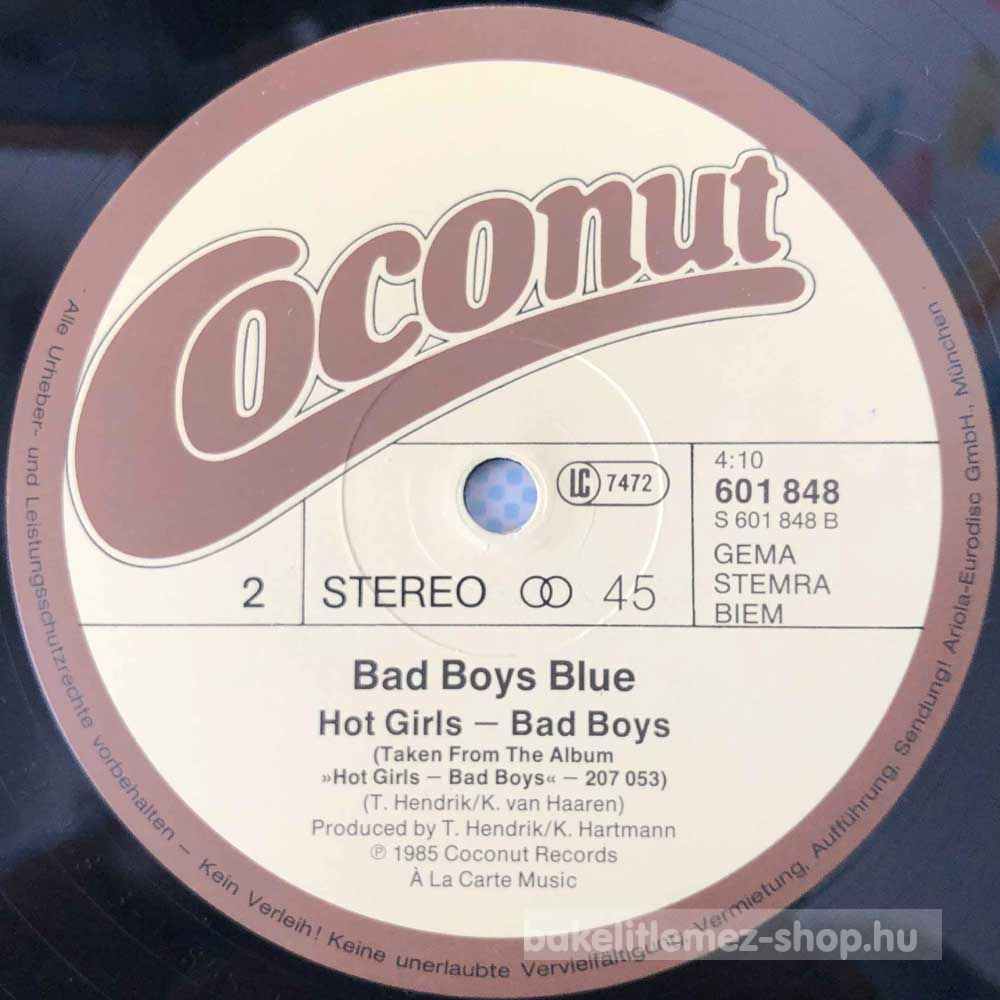 Coconut
LC 7472
4:10
601 848
S 601 848 B
GEMA
STEMRA
BIEM
2
STEREO 45
Bad Boys Blue
Hot Girls – Bad Boys
(Taken From The Album
»Hot Girls – Bad Boys« – 207 053)
(T. Hendrik/K. van Haaren)
Produced by T. Hendrik/K. Hartmann
℗ 1985 Coconut Records
À La Carte Music
Alle Urheber- und Leistungsschutzrechte vorbehalten – Kein Verleih! Keine unerlaubte Vervielfältigung, Vermietung, Aufführung, Sendung! Ariola-Eurodisc GmbH., München
bakelitlemez-shop.hu